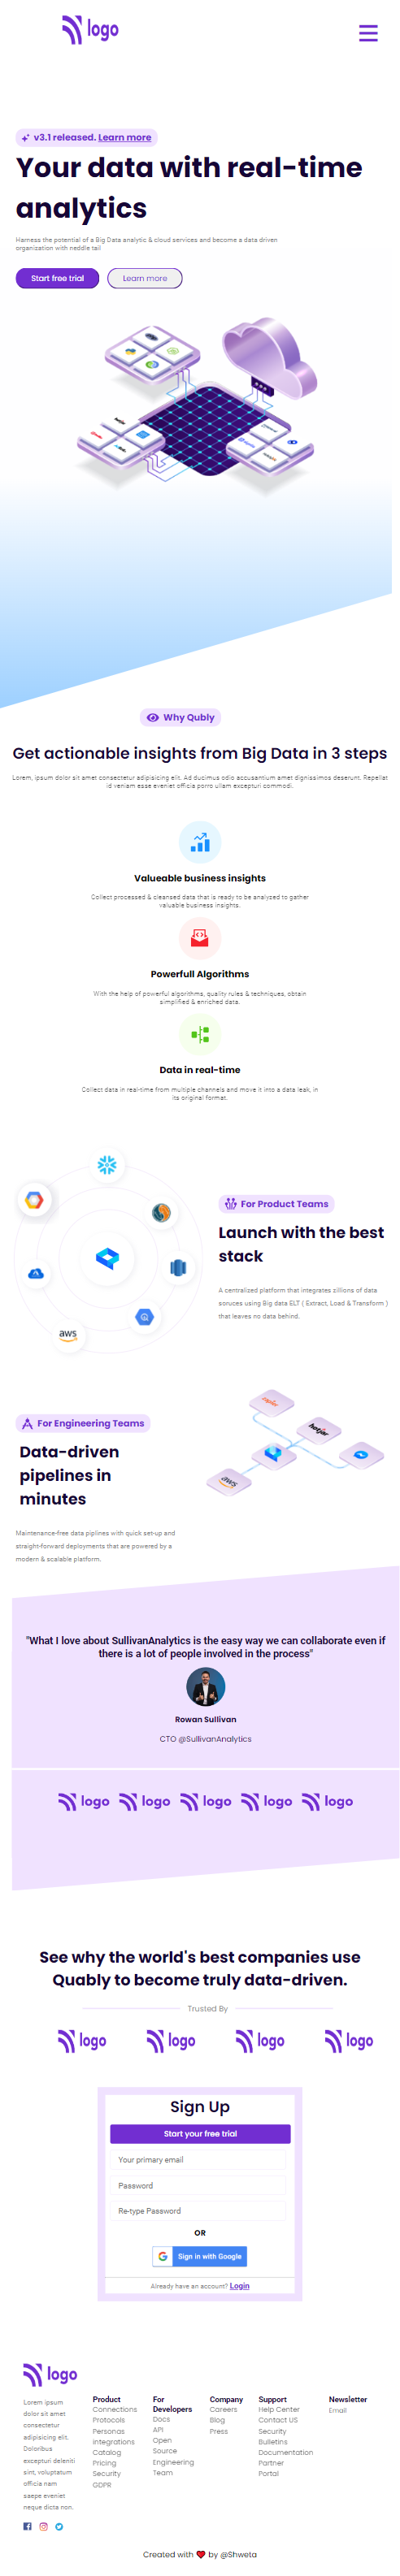 logo
v3.1 released. Learn more
Your data with real-time
analytics
Harness the potential of a Big Data analytic & cloud services and become a data driven
organization with neddle tail
Start free trial
Learn more
Why Qubly
Get actionable insights from Big Data in 3 steps
Lorem, ipsum dolor sit amet consectetur adipisicing elit. Ad ducimus odio accusantium amet dignissimos deserunt. Repellat
id veniam esse eveniet officia porro ullam excepturi commodi.
Valueable business insights
Collect processed & cleansed data that is ready to be analyzed to gather
valuable business insights.
Powerfull Algorithms
With the help of powerful algorithms, quality rules & techniques, obtain
simplified & enriched data.
Data in real-time
Collect data in real-time from multiple channels and move it into a data leak, in
its original format.
aws
For Product Teams
Launch with the best
stack
A centralized platform that integrates zillions of data
soruces using Big data ELT ( Extract, Load & Transform )
that leaves no data behind.
For Engineering Teams
Data-driven
pipelines in
minutes
Maintenance-free data piplines with quick set-up and
straight-forward deployments that are powered by a
modern & scalable platform.
hotjar
aws
"What I love about SullivanAnalytics is the easy way we can collaborate even if
there is a lot of people involved in the process"
Rowan Sullivan
CTO @SullivanAnalytics
logo logo logo logo logo
See why the world's best companies use
Quably to become truly data-driven.
Trusted By
logo logo logo logo
Sign Up
Start your free trial
Your primary email
Password
Re-type Password
OR
Sign in with Google
Already have an account? Login
logo
Lorem ipsum
dolor sit amet
consectetur
adipisicing elit.
Doloribus
excepturi deleniti
sint, voluptatum
officia nam
saepe eveniet
neque dicta non.
Product
Connections
Protocols
Personas
Integrations
Catalog
Pricing
Security
GDPR
For
Developers
Docs
API
Open
Source
Engineering
Team
Company
Careers
Blog
Press
Support
Help Center
Contact US
Security
Bulletins
Documentation
Partner
Portal
Newsletter
Email
Created with by @Shweta